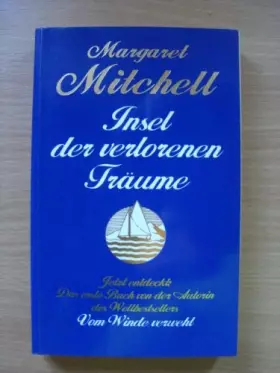 Margaret
Mitchell
Insel
der verlorenen
Träume
Jetzt entdeckt:
Das erste Buch von der Autorin
des Weltbestsellers
Vom Winde verweht